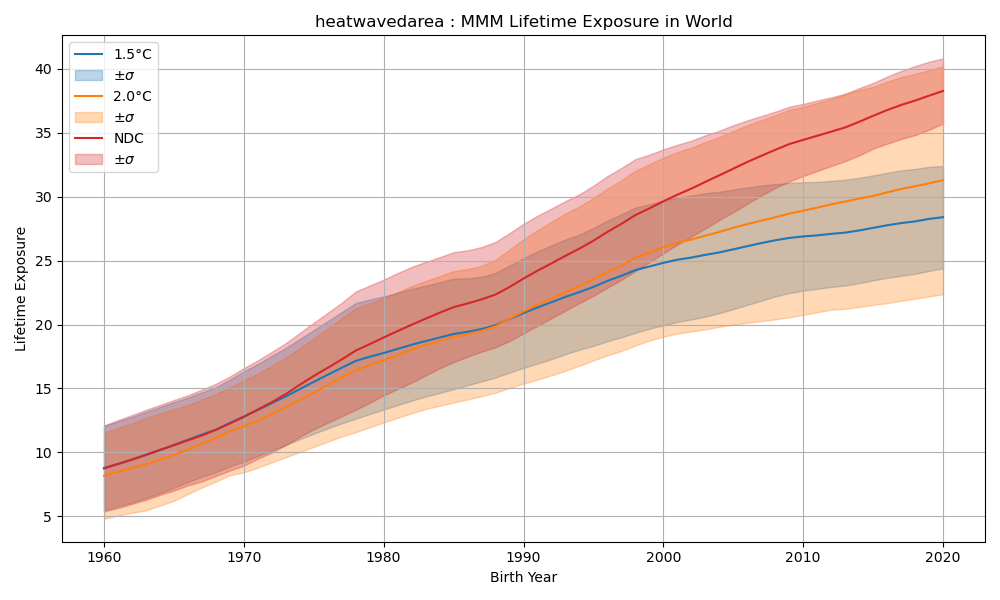 heatwavedarea : MMM Lifetime Exposure in World
1.5°C
±σ
2.0°C
±σ
NDC
±σ
Lifetime Exposure
40
35
30
25
20
15
10
5
1960 1970 1980 1990 2000 2010 2020
Birth Year